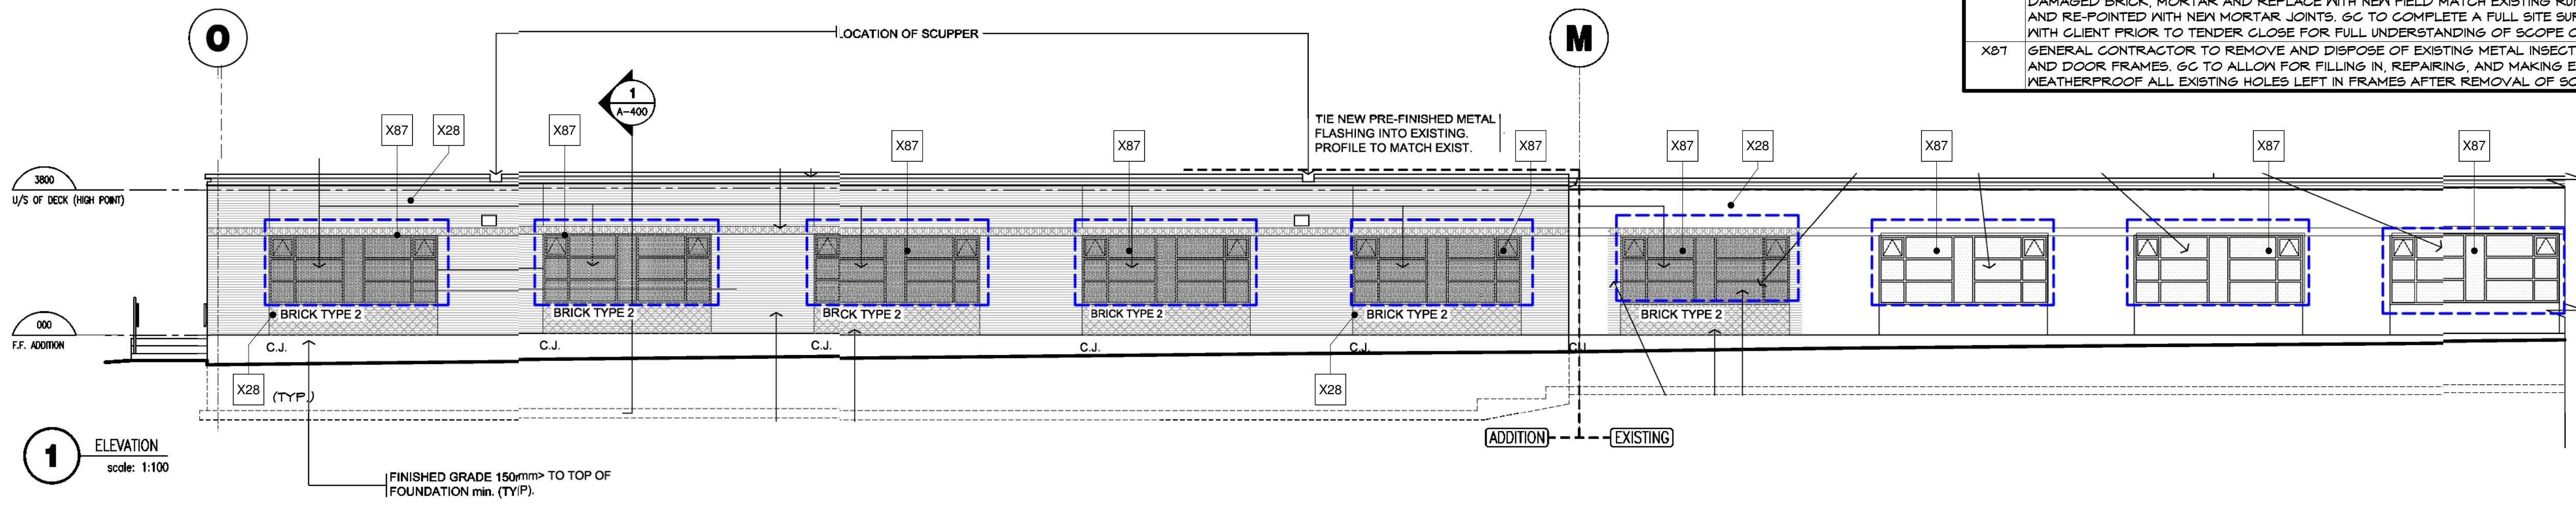 DAMAGED BRICK, MORTAR AND REPLACE WITH NEW FIELD MATCH EXISTING
AND RE-POINTED WITH NEW MORTAR JOINTS. GC TO COMPLETE A FULL SITE
WITH CLIENT PRIOR TO TENDER CLOSE FOR FULL UNDERSTANDING OF SCOPE
X87 GENERAL CONTRACTOR TO REMOVE AND DISPOSE OF EXISTING METAL INSECT
AND DOOR FRAMES. GC TO ALLOW FOR FILLING IN, REPAIRING, AND MAKING
WEATHERPROOF ALL EXISTING HOLES LEFT IN FRAMES AFTER REMOVAL OF
O
LOCATION OF SCUPPER
M
1
A-400
TIE NEW PRE-FINISHED METAL
FLASHING INTO EXISTING.
PROFILE TO MATCH EXIST.
X87
X28
X87
X87
X87
X87
X87
X28
X87
X87
X87
3800
U/S OF DECK (HIGH POINT)
BRICK TYPE 2
BRICK TYPE 2
BRICK TYPE 2
BRICK TYPE 2
BRICK TYPE 2
BRICK TYPE 2
000
F.F. ADDITION
C.J.
C.J.
C.J.
C.J.
C.J.
C.J.
X28
(TYP.)
X28
ADDITION
EXISTING
1
ELEVATION
scale: 1:100
FINISHED GRADE 150mm> TO TOP OF
FOUNDATION min. (TYP).